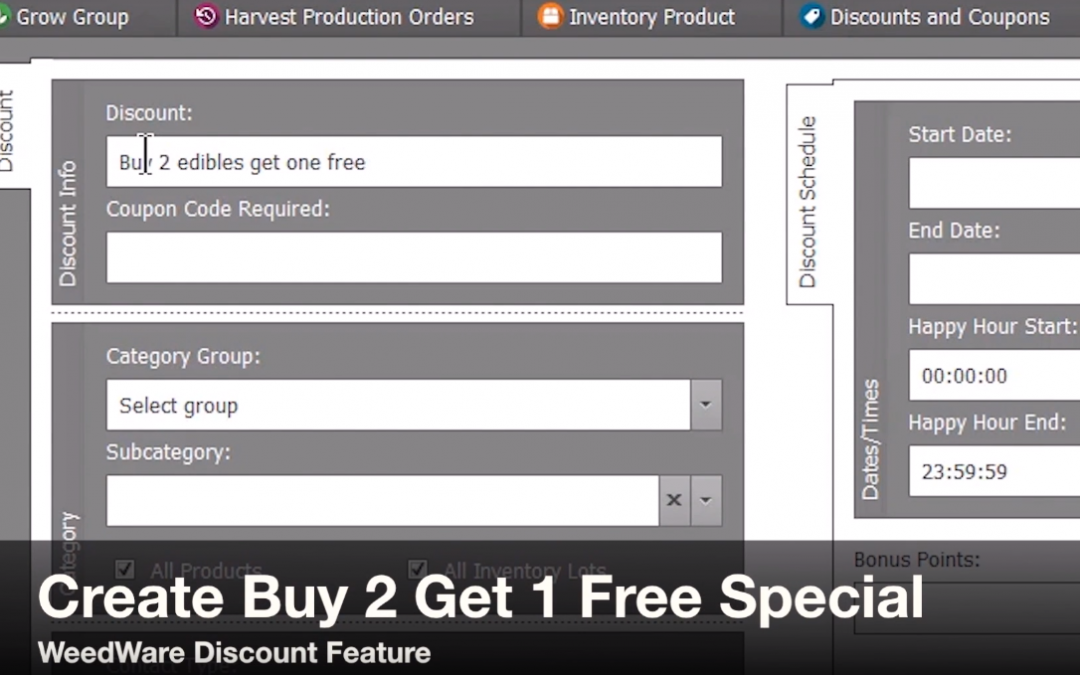 Grow Group
Harvest Production Orders
Inventory Product
Discounts and Coupons
Discount
Discount Info
Discount:
Buy 2 edibles get one free
Coupon Code Required:
Category Group:
Select group
Subcategory:
Category
All Products
All Inventory Lots
Discount Schedule
Dates/Times
Start Date:
End Date:
Happy Hour Start:
00:00:00
Happy Hour End:
23:59:59
Bonus Points:
Create Buy 2 Get 1 Free Special
WeedWare Discount Feature